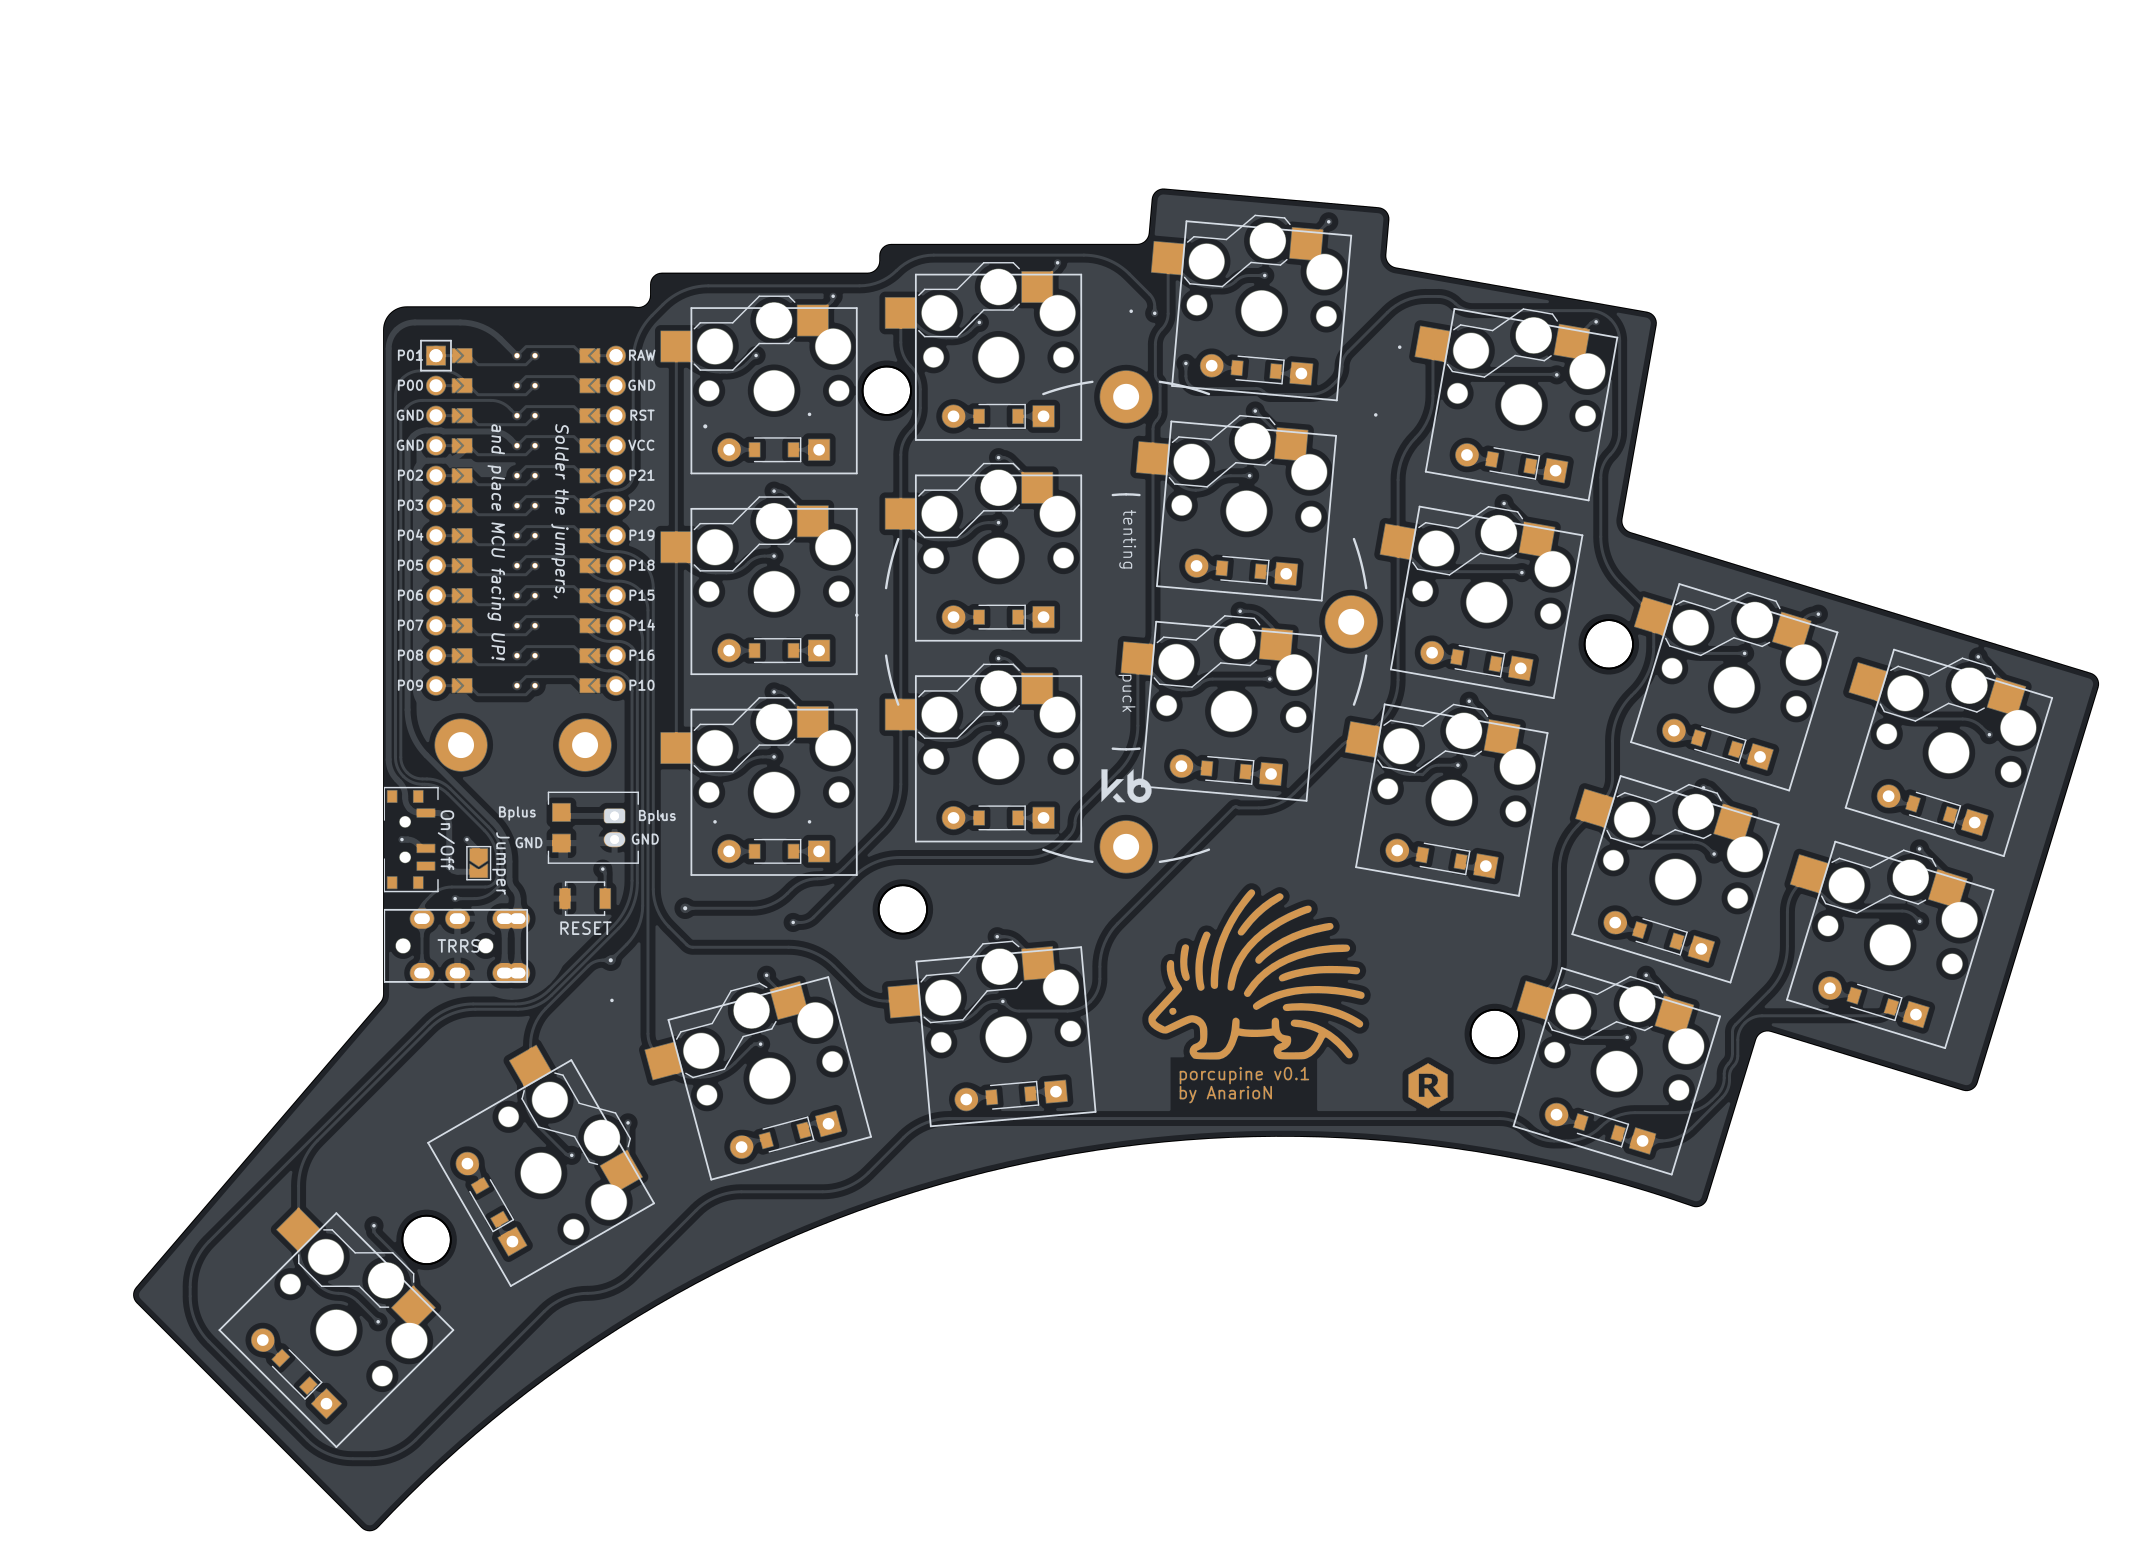 P01
P00
GND
GND
P02
P03
P04
P05
P06
P07
P08
P09
RAW
GND
RST
VCC
P21
P20
P19
P18
P15
P14
P16
P10
Solder the jumpers,
and place MCU facing UP!
tenting
puck
kb
Bplus
Bplus
GND
GND
On/Off
Jumper
RESET
TRRS
porcupine v0.1
by AnarioN
R